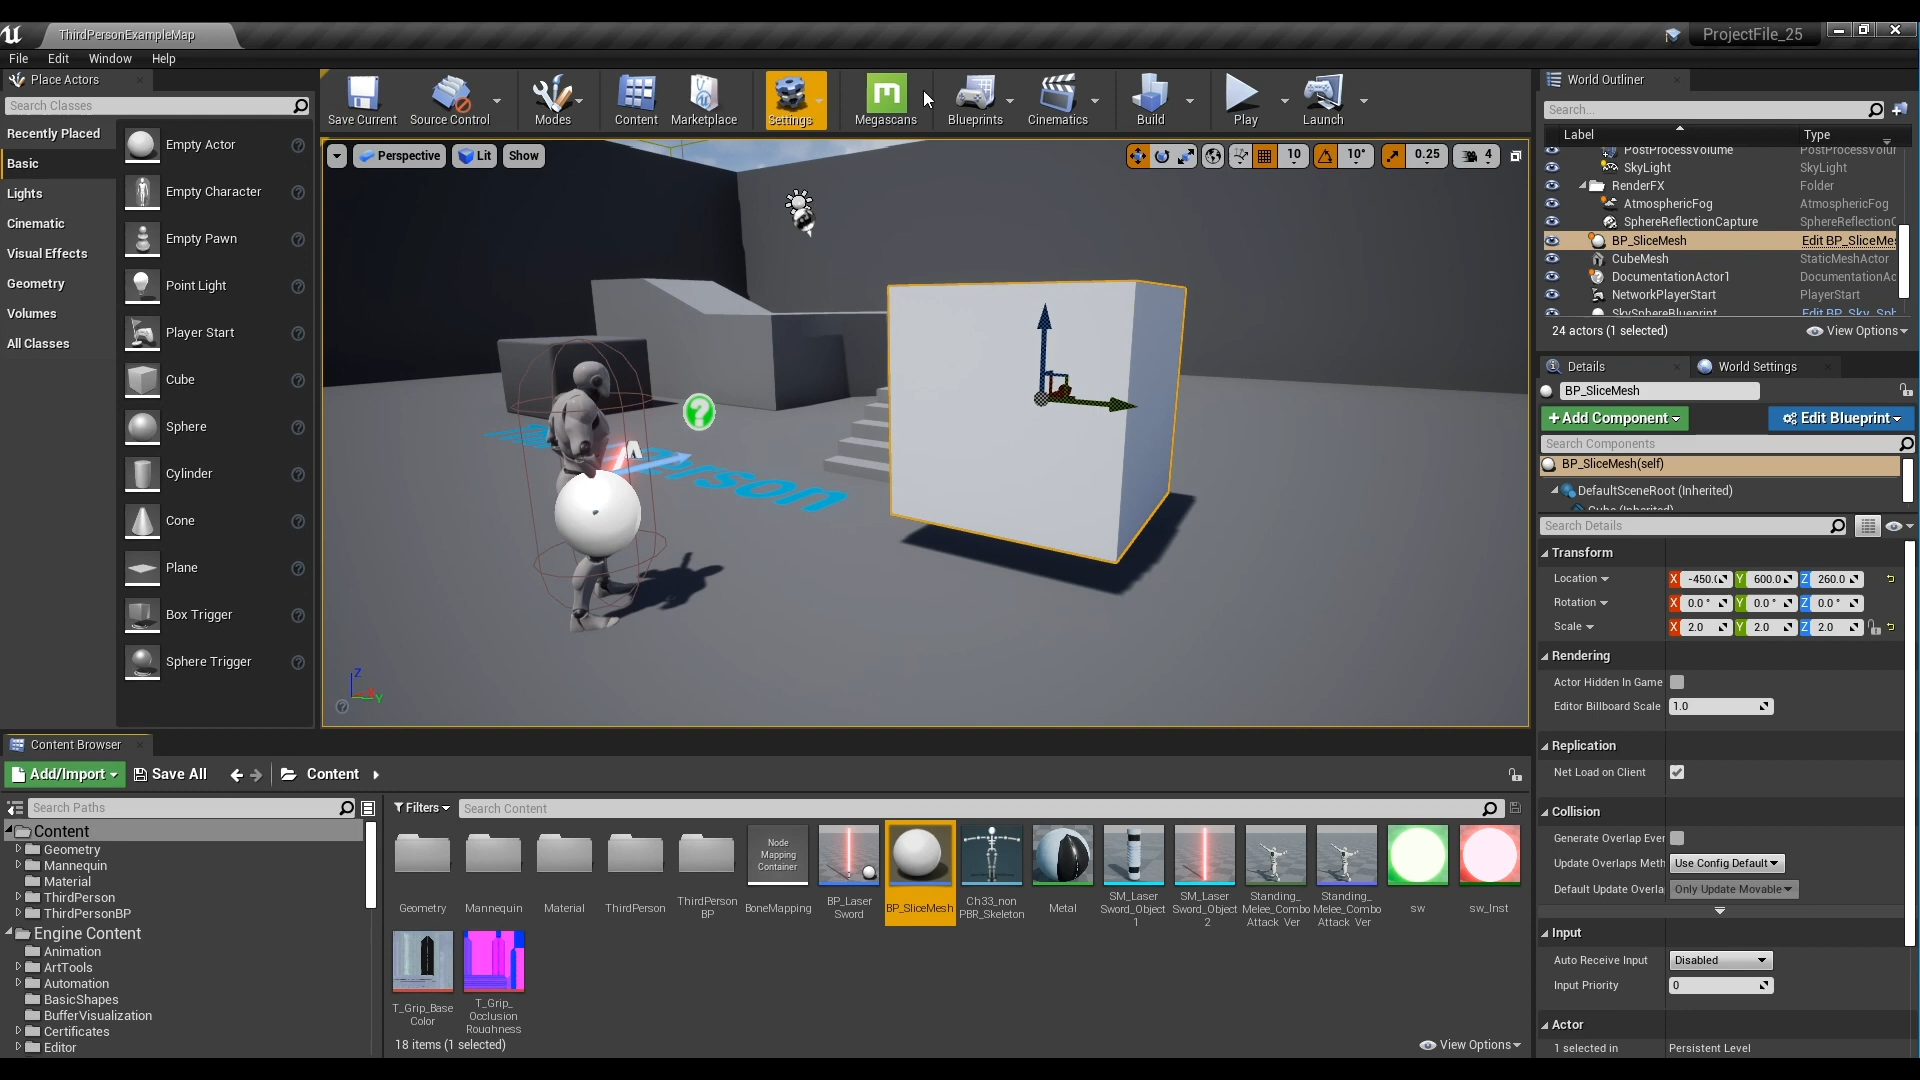 ThirdPersonExampleMap
ProjectFile_25
File Edit Window Help
Place Actors
Search Classes
Recently Placed
Basic
Lights
Cinematic
Visual Effects
Geometry
Volumes
All Classes
Empty Actor
Empty Character
Empty Pawn
Point Light
Player Start
Cube
Sphere
Cylinder
Cone
Plane
Box Trigger
Sphere Trigger
Save Current
Source Control
Modes
Content
Marketplace
Settings
Megascans
Blueprints
Cinematics
Build
Play
Launch
Perspective Lit Show
10 10° 0.25 4
erson
Z
Y
World Outliner
Search...
Label Type
PostProcessVolume PostProcessVolur
SkyLight SkyLight
RenderFX Folder
AtmosphericFog AtmosphericFog
SphereReflectionCapture SphereReflectionC
BP_SliceMesh Edit BP_SliceMes
CubeMesh StaticMeshActor
DocumentationActor1 DocumentationAc
NetworkPlayerStart PlayerStart
SkySphereBlueprint Edit BP_Sky_Sph
24 actors (1 selected) View Options
Details World Settings
BP_SliceMesh
+Add Component Edit Blueprint
Search Components
BP_SliceMesh(self)
DefaultSceneRoot (Inherited)
Cube (Inherited)
Search Details
Transform
Location X -450.( Y 600.0 Z 260.0
Rotation X 0.0 ° Y 0.0 ° Z 0.0 °
Scale X 2.0 Y 2.0 Z 2.0
Rendering
Actor Hidden In Game
Editor Billboard Scale 1.0
Replication
Net Load on Client
Collision
Generate Overlap Ever
Update Overlaps Meth Use Config Default
Default Update Overla Only Update Movable
Input
Auto Receive Input Disabled
Input Priority 0
Actor
1 selected in Persistent Level
Content Browser
Add/Import Save All Content
Search Paths
Content
Geometry
Mannequin
Material
ThirdPerson
ThirdPersonBP
Engine Content
Animation
ArtTools
Automation
BasicShapes
BufferVisualization
Certificates
Editor
Filters Search Content
Node
Mapping
Container
Geometry
Mannequin
Material
ThirdPerson
ThirdPerson
BP
BoneMapping
BP_Laser
Sword
BP_SliceMesh
Ch33_non
PBR_Skeleton
Metal
SM_Laser
Sword_Object
1
SM_Laser
Sword_Object
2
Standing_
Melee_Combo
Attack_Ver
Standing_
Melee_Combo
Attack_Ver
sw
sw_Inst
T_Grip_Base
Color
T_Grip_
Occlusion
Roughness
18 items (1 selected)
View Options